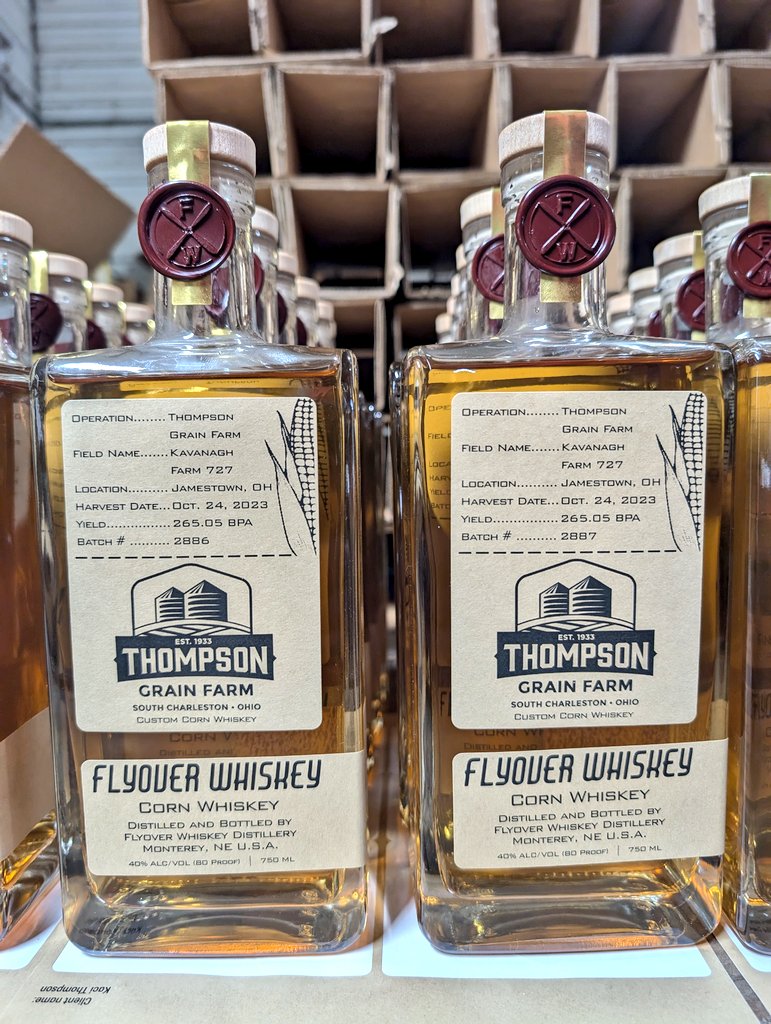 F
W
F
W
Operation........ Thompson
Grain Farm
Field Name....... Kavanagh
Farm 727
Location.......... Jamestown, OH
Harvest Date... Oct. 24, 2023
Yield................ 265.05 BPA
Batch # .......... 2886
EST. 1933
THOMPSON
GRAIN FARM
SOUTH CHARLESTON • OHIO
Custom Corn Whiskey
FLYOVER WHISKEY
Corn Whiskey
Distilled and Bottled by
Flyover Whiskey Distillery
Monterey, NE U.S.A.
40% ALC/VOL (80 Proof) | 750 ML
Operation........ Thompson
Grain Farm
Field Name....... Kavanagh
Farm 727
Location.......... Jamestown, OH
Harvest Date... Oct. 24, 2023
Yield................ 265.05 BPA
Batch # .......... 2887
EST. 1933
THOMPSON
GRAIN FARM
SOUTH CHARLESTON • OHIO
Custom Corn Whiskey
FLYOVER WHISKEY
Corn Whiskey
Distilled and Bottled by
Flyover Whiskey Distillery
Monterey, NE U.S.A.
40% ALC/VOL (80 Proof) | 750 ML
Client name:
Kaci Thompson